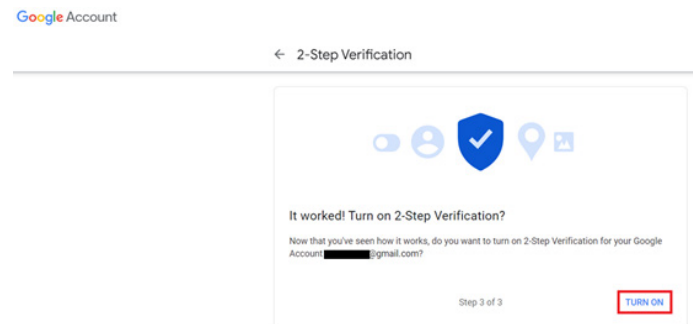 Google Account
← 2-Step Verification
It worked! Turn on 2-Step Verification?
Now that you've seen how it works, do you want to turn on 2-Step Verification for your Google
Account @gmail.com?
Step 3 of 3
TURN ON